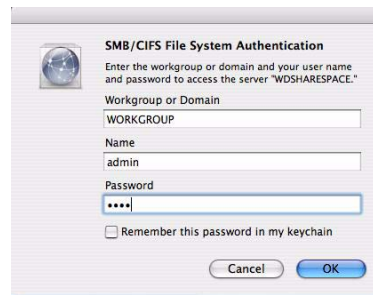 SMB/CIFS File System Authentication
Enter the workgroup or domain and your user name
and password to access the server "WDSHARESPACE."
Workgroup or Domain
WORKGROUP
Name
admin
Password
••••
Remember this password in my keychain
Cancel OK